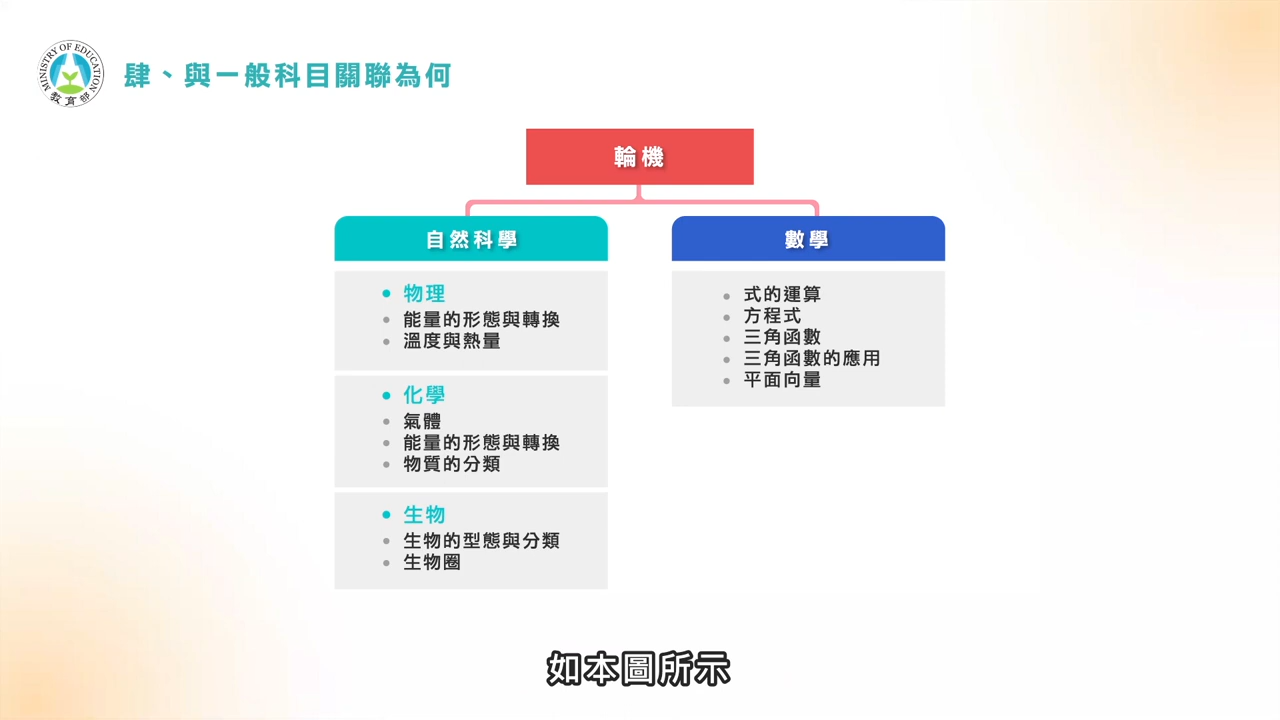 MINISTRY OF EDUCATION
教育部
肆、與一般科目關聯為何
輪機
自然科學
物理
能量的形態與轉換
溫度與熱量
化學
氣體
能量的形態與轉換
物質的分類
生物
生物的型態與分類
生物圈
數學
式的運算
方程式
三角函數
三角函數的應用
平面向量
如本圖所示